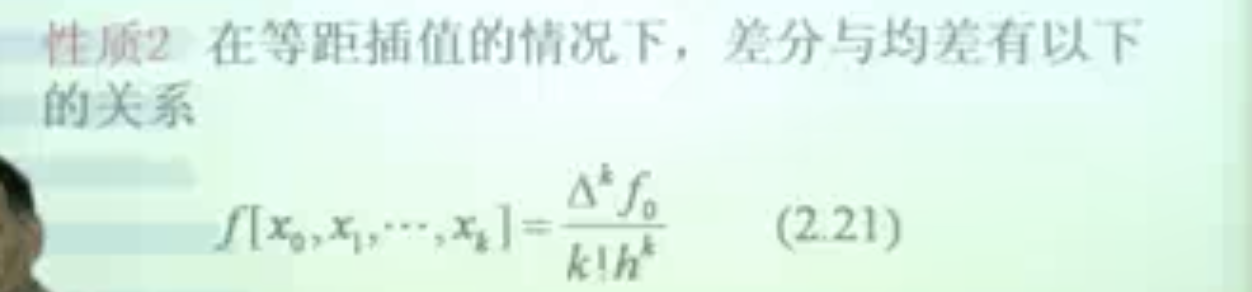 性质2 在等距插值的情况下，差分与均差有以下
的关系
f[x₀,x₁,⋯,xₖ]=Δᵏf₀/k!hᵏ (2.21)